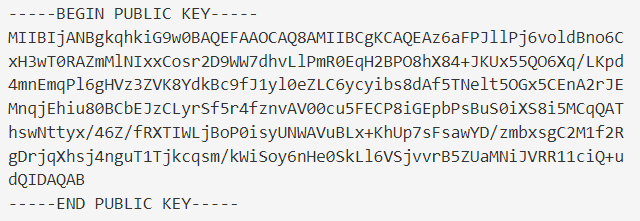 -----BEGIN PUBLIC KEY-----
MIIBIjANBgkqhkiG9w0BAQEFAAOCAQ8AMIIBCgKCAQEAz6aFPJllPj6voldBno6C
xH3wT0RAZmMlNIxxCosr2D9WW7dhvLlPmR0EqH2BPO8hX84+JKUx55QO6Xq/LKpd
4mnEmqPl6gHVz3ZVK8YdkBc9fJ1yl0eZLC6ycyibs8dAf5TNelt5OGx5CEnA2rJE
MnqjEhiu80BCbEJzCLyrSf5r4fznvAV00cu5FECP8iGEpbPsBuS0iXS8i5MCqQAT
hswNttyx/46Z/fRXTIWLjBoP0isyUNWAVuBLx+KhUp7sFsawYD/zmbxsgC2M1f2R
gDrjqXhsj4nguT1Tjkcqsm/kWiSoy6nHe0SkLl6VSjvvrB5ZUaMNiJVRR11ciQ+u
dQIDAQAB
-----END PUBLIC KEY-----